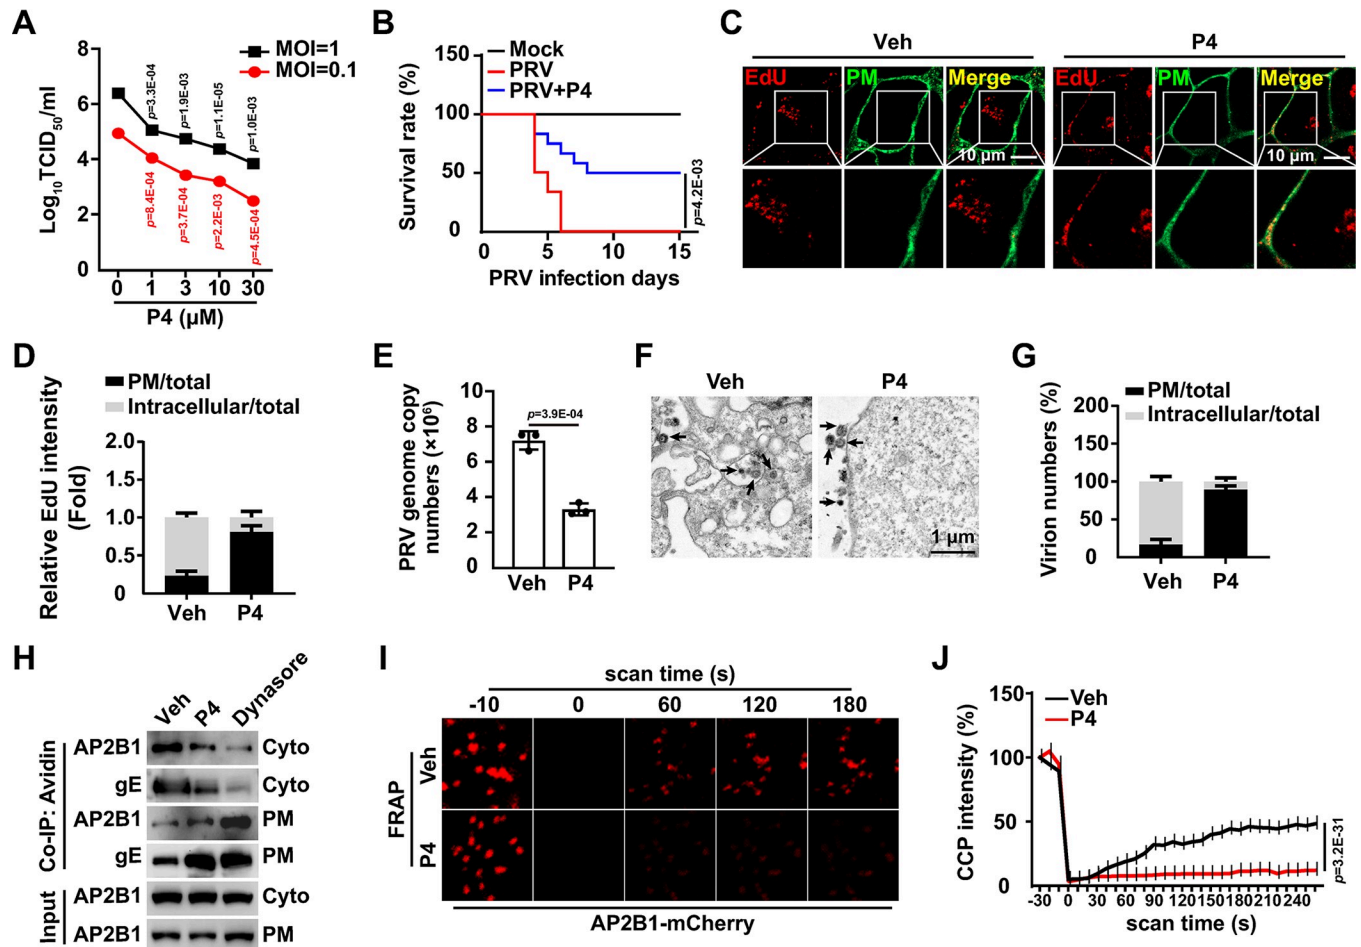 A
Log10TCID50/ml
8
6
4
2
0
MOI=1
MOI=0.1
p=3.3E-04
p=1.9E-03
p=1.1E-05
p=1.0E-03
p=8.4E-04
p=3.7E-04
p=2.2E-03
p=4.5E-04
0 1 3 10 30
P4 (μM)
B
Survival rate (%)
150
100
50
0
Mock
PRV
PRV+P4
p=4.2E-03
0 5 10 15
PRV infection days
C
Veh P4
EdU PM Merge EdU PM Merge
10 μm 10 μm
D
Relative EdU intensity
(Fold)
PM/total
Intracellular/total
2.0
1.0
0.5
0
Veh P4
E
PRV genome copy
numbers (×10⁶)
10
8
6
4
2
0
p=3.9E-04
Veh P4
F
Veh P4
1 μm
G
Virion numbers (%)
PM/total
Intracellular/total
200
150
100
50
0
Veh P4
H
Veh P4 Dynasore
Co-IP: Avidin
AP2B1 Cyto
gE Cyto
AP2B1 PM
gE PM
Input
AP2B1 Cyto
AP2B1 PM
I
scan time (s)
-10 0 60 120 180
FRAP
Veh
P4
AP2B1-mCherry
J
CCP intensity (%)
150
100
50
0
Veh
P4
p=3.2E-31
-30 0 30 60 90 120 150 180 210 240
scan time (s)